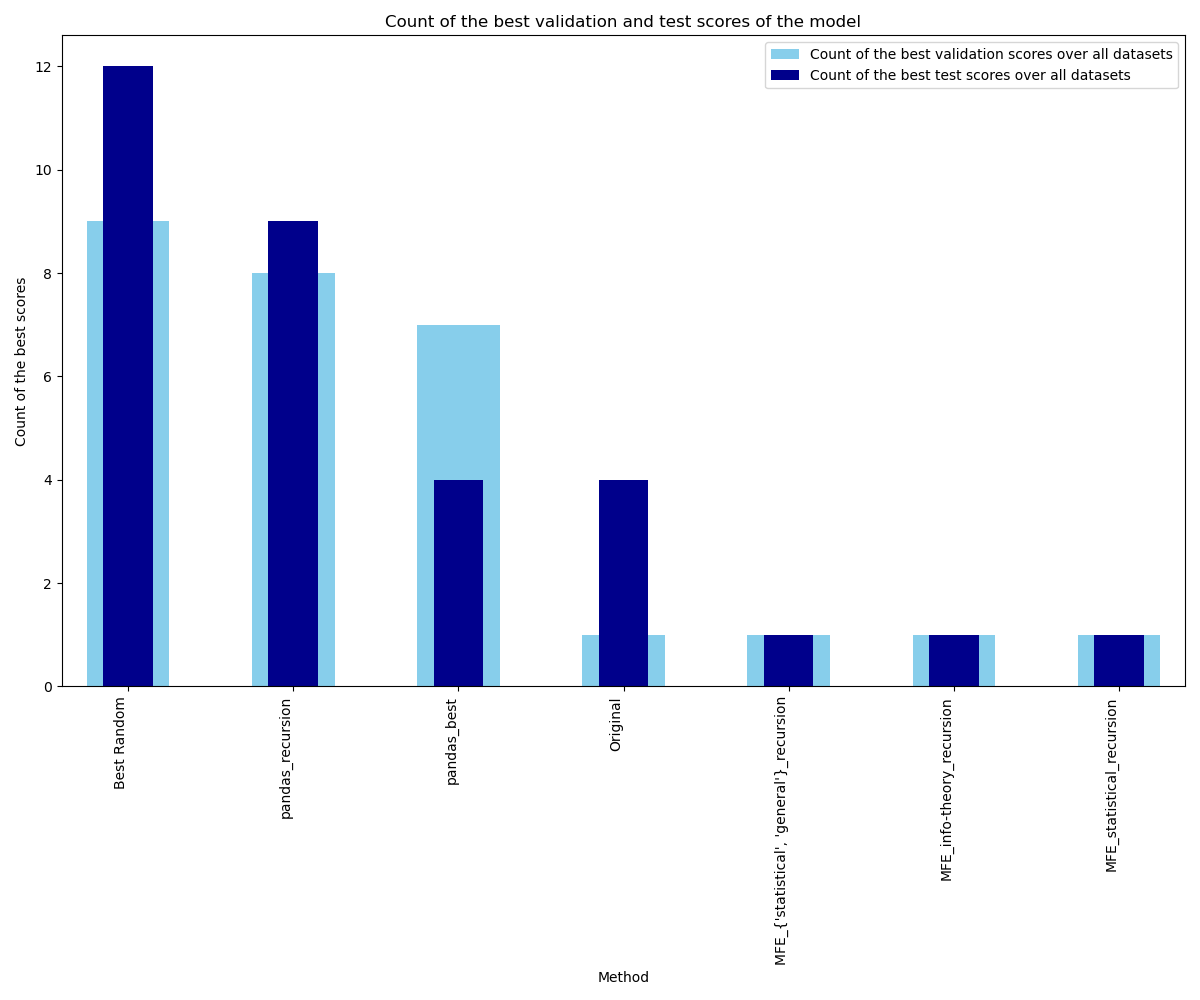 Count of the best validation and test scores of the model
Count of the best validation scores over all datasets
Count of the best test scores over all datasets
Count of the best scores
12
10
8
6
4
2
0
Best Random
pandas_recursion
pandas_best
Original
MFE_{'statistical', 'general'}_recursion
MFE_info-theory_recursion
MFE_statistical_recursion
Method